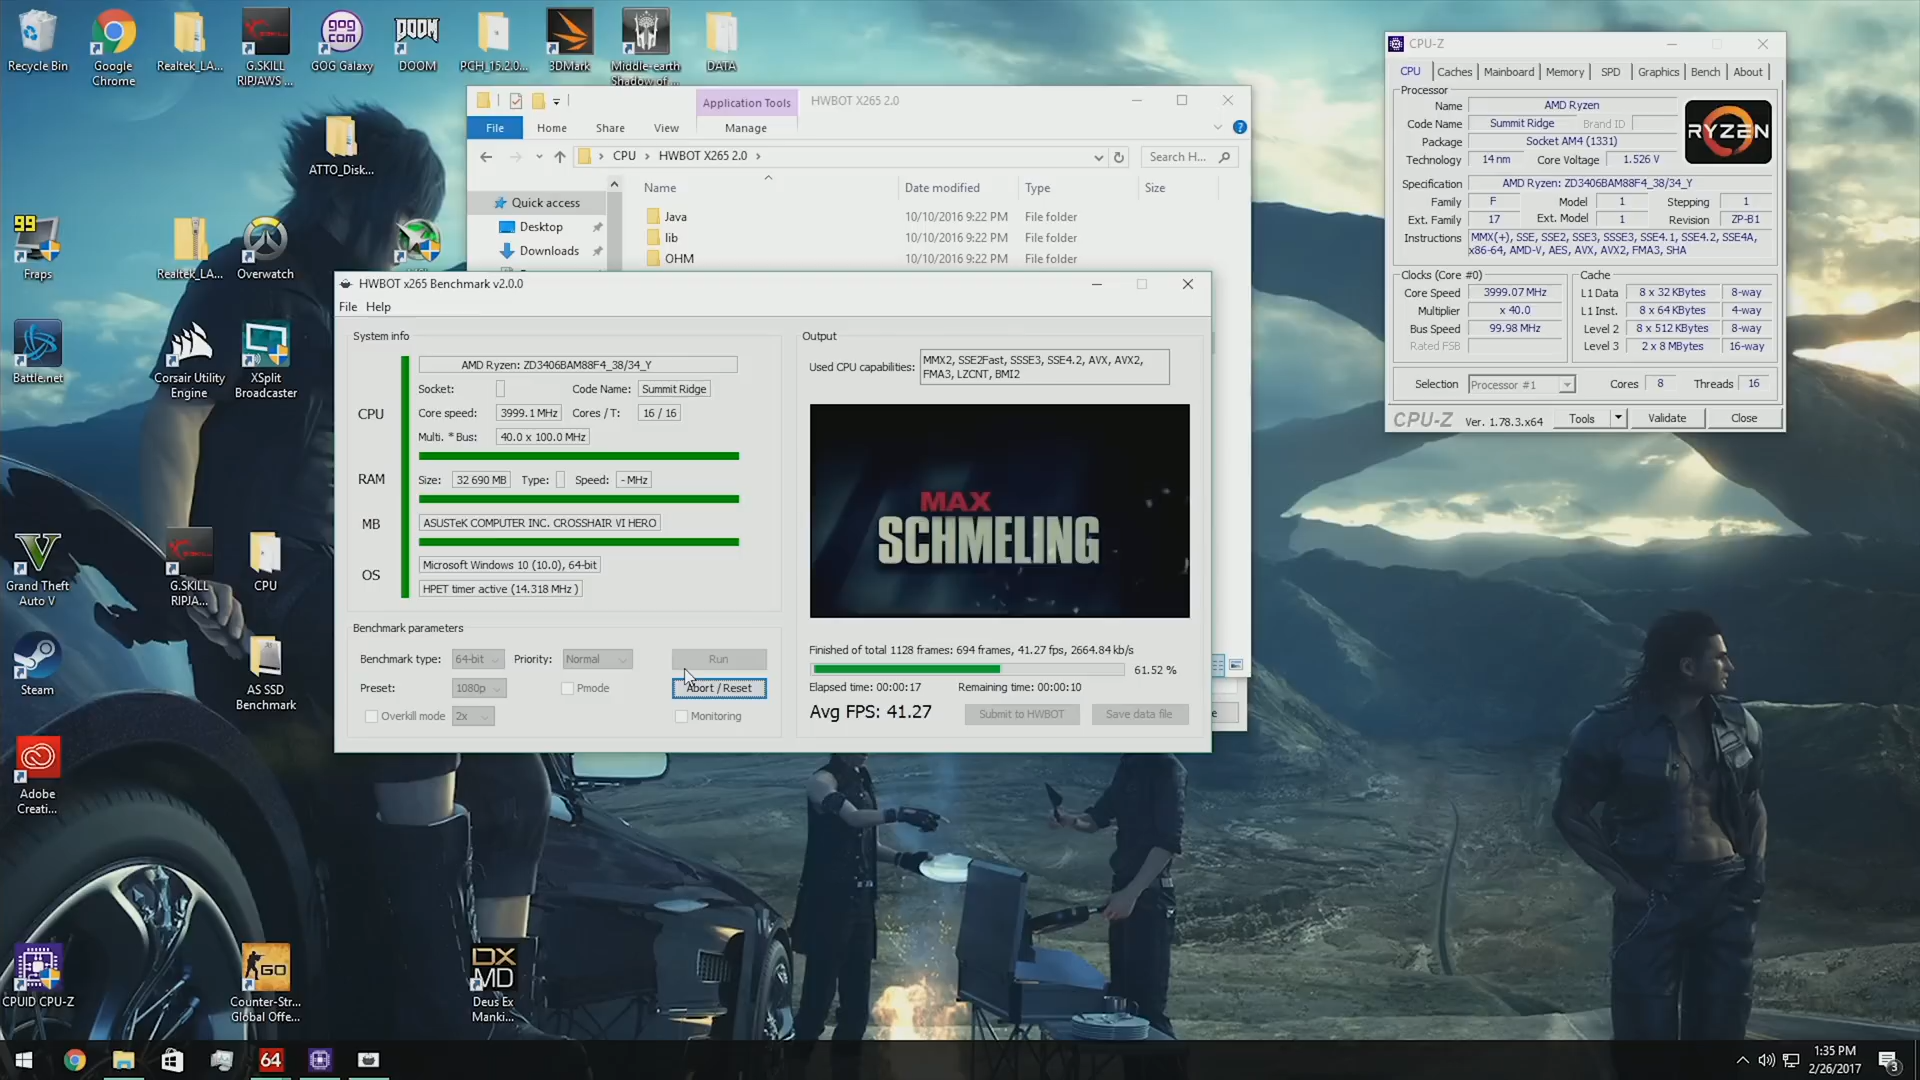 Recycle Bin
Google Chrome
Realtek_LA...
G.SKILL RIPJAWS ...
GOG.COM
GOG Galaxy
DOOM
DOOM
PCH_15.2.0...
3DMark
Middle-earth Shadow of...
DATA
ATTO_Disk...
99
Fraps
Realtek_LA...
Overwatch
Battle.net
Corsair Utility Engine
XSplit Broadcaster
Grand Theft Auto V
G.SKILL RIPJA...
CPU
Steam
AS SSD Benchmark
Adobe Creati...
CPUID CPU-Z
GO
Counter-Str... Global Offe...
DX MD
Deus Ex Manki...
Application Tools
HWBOT X265 2.0
File Home Share View Manage
CPU > HWBOT X265 2.0 >
Search H...
Name Date modified Type Size
Quick access
Desktop
Downloads
Java 10/10/2016 9:22 PM File folder
lib 10/10/2016 9:22 PM File folder
OHM 10/10/2016 9:22 PM File folder
HWBOT x265 Benchmark v2.0.0
File Help
System info
CPU
AMD Ryzen: ZD3406BAM88F4_38/34_Y
Socket: Code Name: Summit Ridge
Core speed: 3999.1 MHz Cores / T: 16 / 16
Multi. * Bus: 40.0 x 100.0 MHz
RAM Size: 32 690 MB Type: Speed: - MHz
MB ASUSTeK COMPUTER INC. CROSSHAIR VI HERO
OS
Microsoft Windows 10 (10.0), 64-bit
HPET timer active (14.318 MHz )
Benchmark parameters
Benchmark type: 64-bit Priority: Normal Run
Preset: 1080p Pmode Abort / Reset
Overkill mode 2x Monitoring
Output
Used CPU capabilities: MMX2, SSE2Fast, SSSE3, SSE4.2, AVX, AVX2,
FMA3, LZCNT, BMI2
MAX
SCHMELING
Finished of total 1128 frames: 694 frames, 41.27 fps, 2664.84 kb/s
61.52 %
Elapsed time: 00:00:17 Remaining time: 00:00:10
Avg FPS: 41.27 Submit to HWBOT Save data file
e
CPU-Z
CPU Caches Mainboard Memory SPD Graphics Bench About
Processor
Name AMD Ryzen
Code Name Summit Ridge Brand ID
Package Socket AM4 (1331)
Technology 14 nm Core Voltage 1.526 V
RYZEN
Specification AMD Ryzen: ZD3406BAM88F4_38/34_Y
Family F Model 1 Stepping 1
Ext. Family 17 Ext. Model 1 Revision ZP-B1
Instructions MMX(+), SSE, SSE2, SSE3, SSSE3, SSE4.1, SSE4.2, SSE4A,
x86-64, AMD-V, AES, AVX, AVX2, FMA3, SHA
Clocks (Core #0)
Core Speed 3999.07 MHz
Multiplier x 40.0
Bus Speed 99.98 MHz
Rated FSB
Cache
L1 Data 8 x 32 KBytes 8-way
L1 Inst. 8 x 64 KBytes 4-way
Level 2 8 x 512 KBytes 8-way
Level 3 2 x 8 MBytes 16-way
Selection Processor #1 Cores 8 Threads 16
CPU-Z Ver. 1.78.3.x64 Tools Validate Close
64
1:35 PM
2/26/2017
3